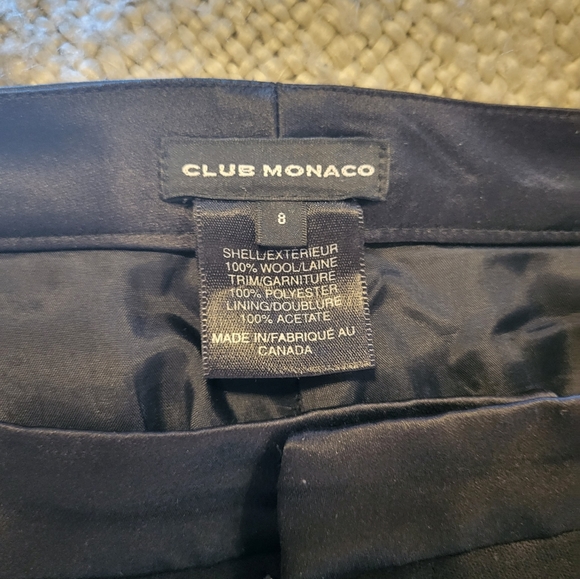 CLUB MONACO
8
SHELL/EXTERIEUR
100% WOOL/LAINE
TRIM/GARNITURE
100% POLYESTER
LINING/DOUBLURE
100% ACETATE
MADE IN/FABRIQUÉ AU
CANADA